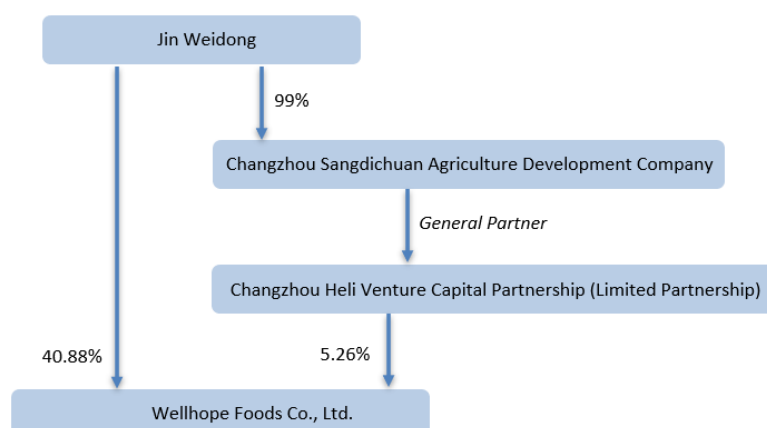 Jin Weidong
99%
Changzhou Sangdichuan Agriculture Development Company
General Partner
Changzhou Heli Venture Capital Partnership (Limited Partnership)
40.88%
5.26%
Wellhope Foods Co., Ltd.